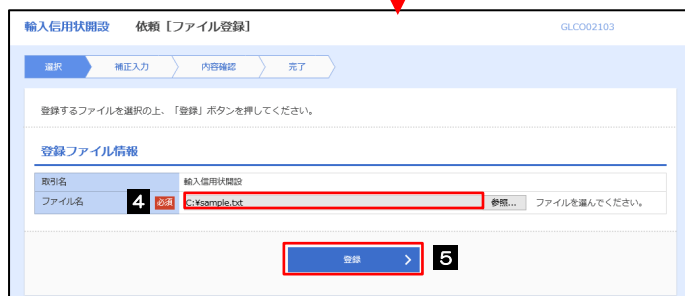 輸入信用状開設 依頼［ファイル登録］ GLCO02103
選択 補正入力 内容確認 完了
登録するファイルを選択の上、「登録」ボタンを押してください。
登録ファイル情報
取引名 輸入信用状開設
ファイル名 4 必須 C:¥sample.txt 参照... ファイルを選んでください。
登録 5